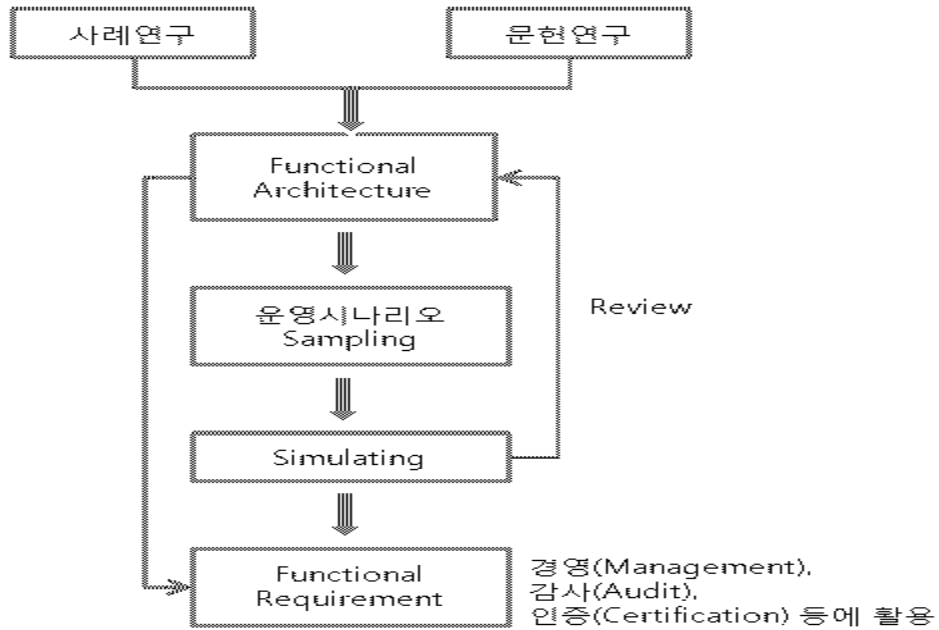 사례연구
문헌연구
Functional
Architecture
운영시나리오
Sampling
Review
Simulating
Functional
Requirement
경영(Management),
감사(Audit),
인증(Certification) 등에 활용